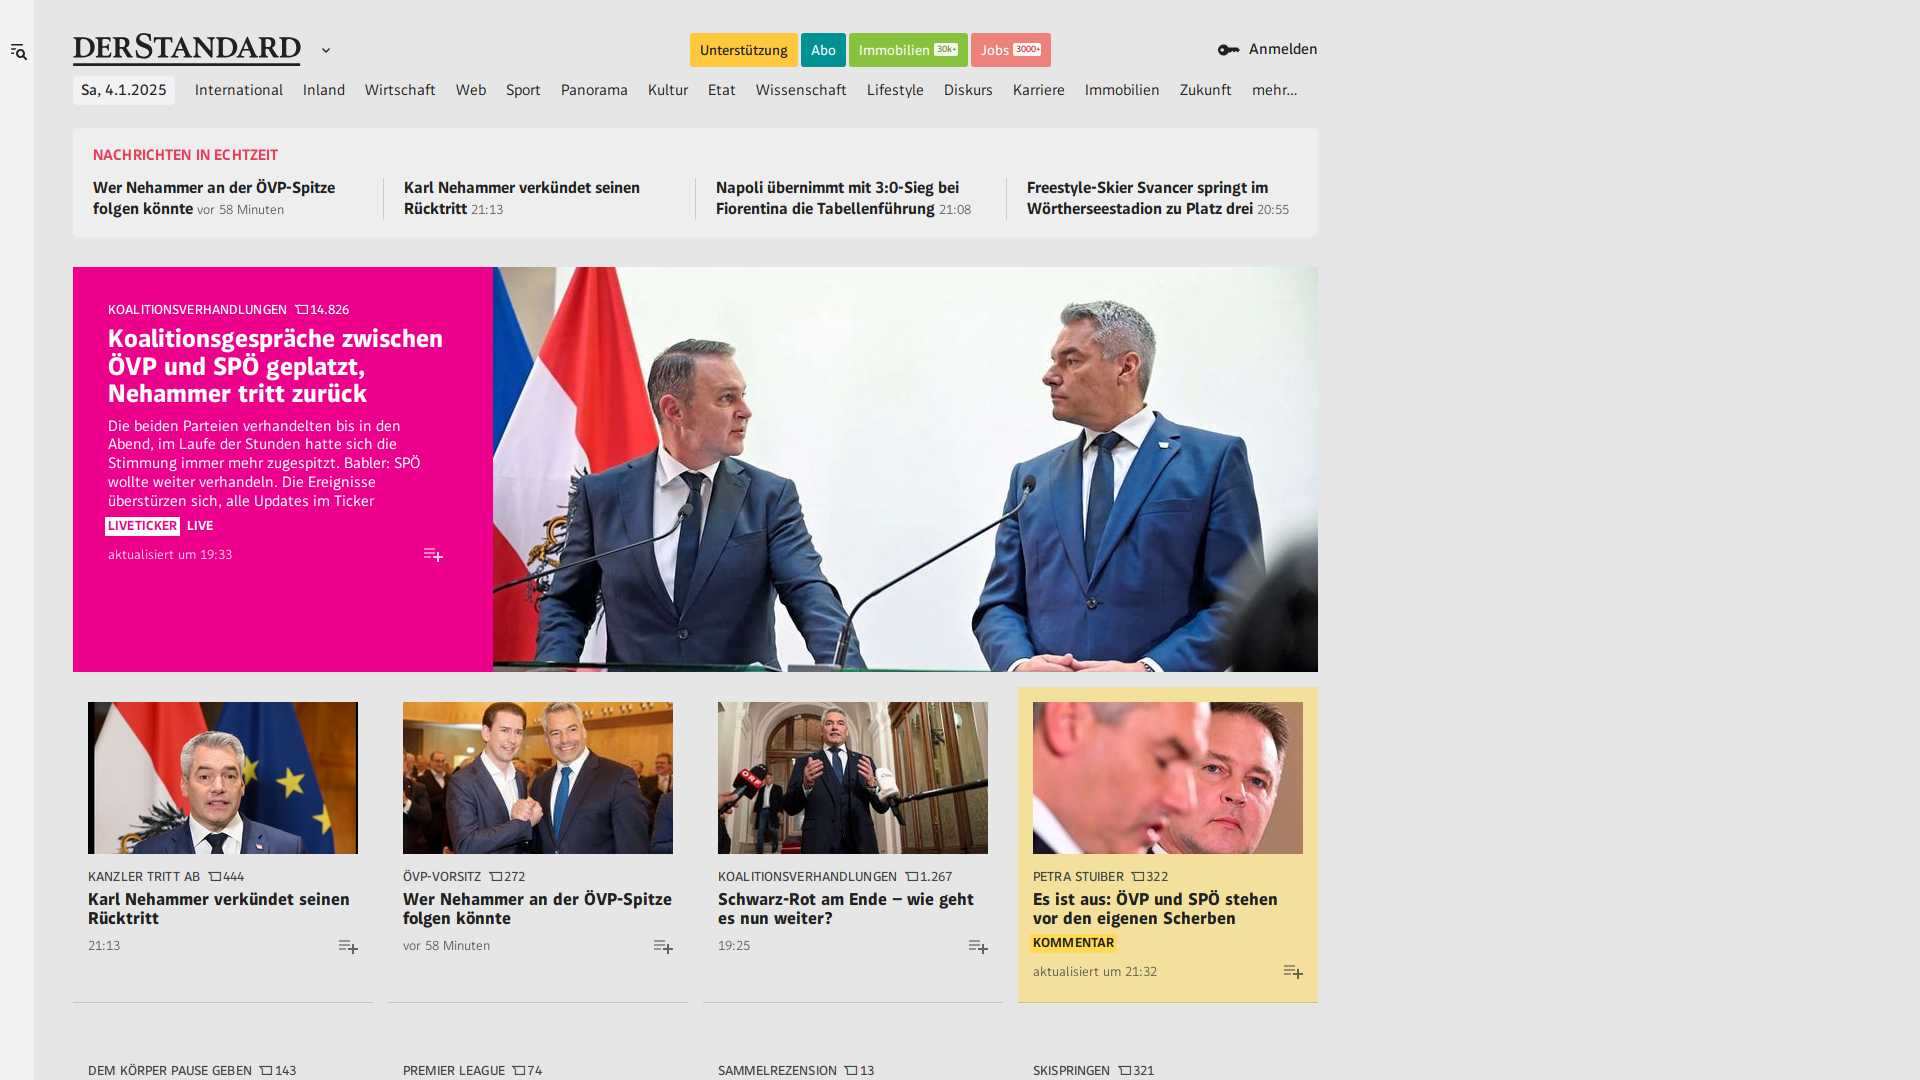 DERSTANDARD
Unterstützung
Abo
Immobilien 30k+
Jobs 3000+
Anmelden
Sa, 4.1.2025
International
Inland
Wirtschaft
Web
Sport
Panorama
Kultur
Etat
Wissenschaft
Lifestyle
Diskurs
Karriere
Immobilien
Zukunft
mehr…
NACHRICHTEN IN ECHTZEIT
Wer Nehammer an der ÖVP-Spitze
folgen könnte vor 58 Minuten
Karl Nehammer verkündet seinen
Rücktritt 21:13
Napoli übernimmt mit 3:0-Sieg bei
Fiorentina die Tabellenführung 21:08
Freestyle-Skier Svancer springt im
Wörtherseestadion zu Platz drei 20:55
KOALITIONSVERHANDLUNGEN 14.826
Koalitionsgespräche zwischen
ÖVP und SPÖ geplatzt,
Nehammer tritt zurück
Die beiden Parteien verhandelten bis in den
Abend, im Laufe der Stunden hatte sich die
Stimmung immer mehr zugespitzt. Babler: SPÖ
wollte weiter verhandeln. Die Ereignisse
überstürzen sich, alle Updates im Ticker
LIVETICKER LIVE
aktualisiert um 19:33
KANZLER TRITT AB 444
Karl Nehammer verkündet seinen
Rücktritt
21:13
ÖVP-VORSITZ 272
Wer Nehammer an der ÖVP-Spitze
folgen könnte
vor 58 Minuten
ORF
KOALITIONSVERHANDLUNGEN 1.267
Schwarz-Rot am Ende – wie geht
es nun weiter?
19:25
PETRA STUIBER 322
Es ist aus: ÖVP und SPÖ stehen
vor den eigenen Scherben
KOMMENTAR
aktualisiert um 21:32
DEM KÖRPER PAUSE GEBEN 143
PREMIER LEAGUE 74
SAMMELREZENSION 13
SKISPRINGEN 321